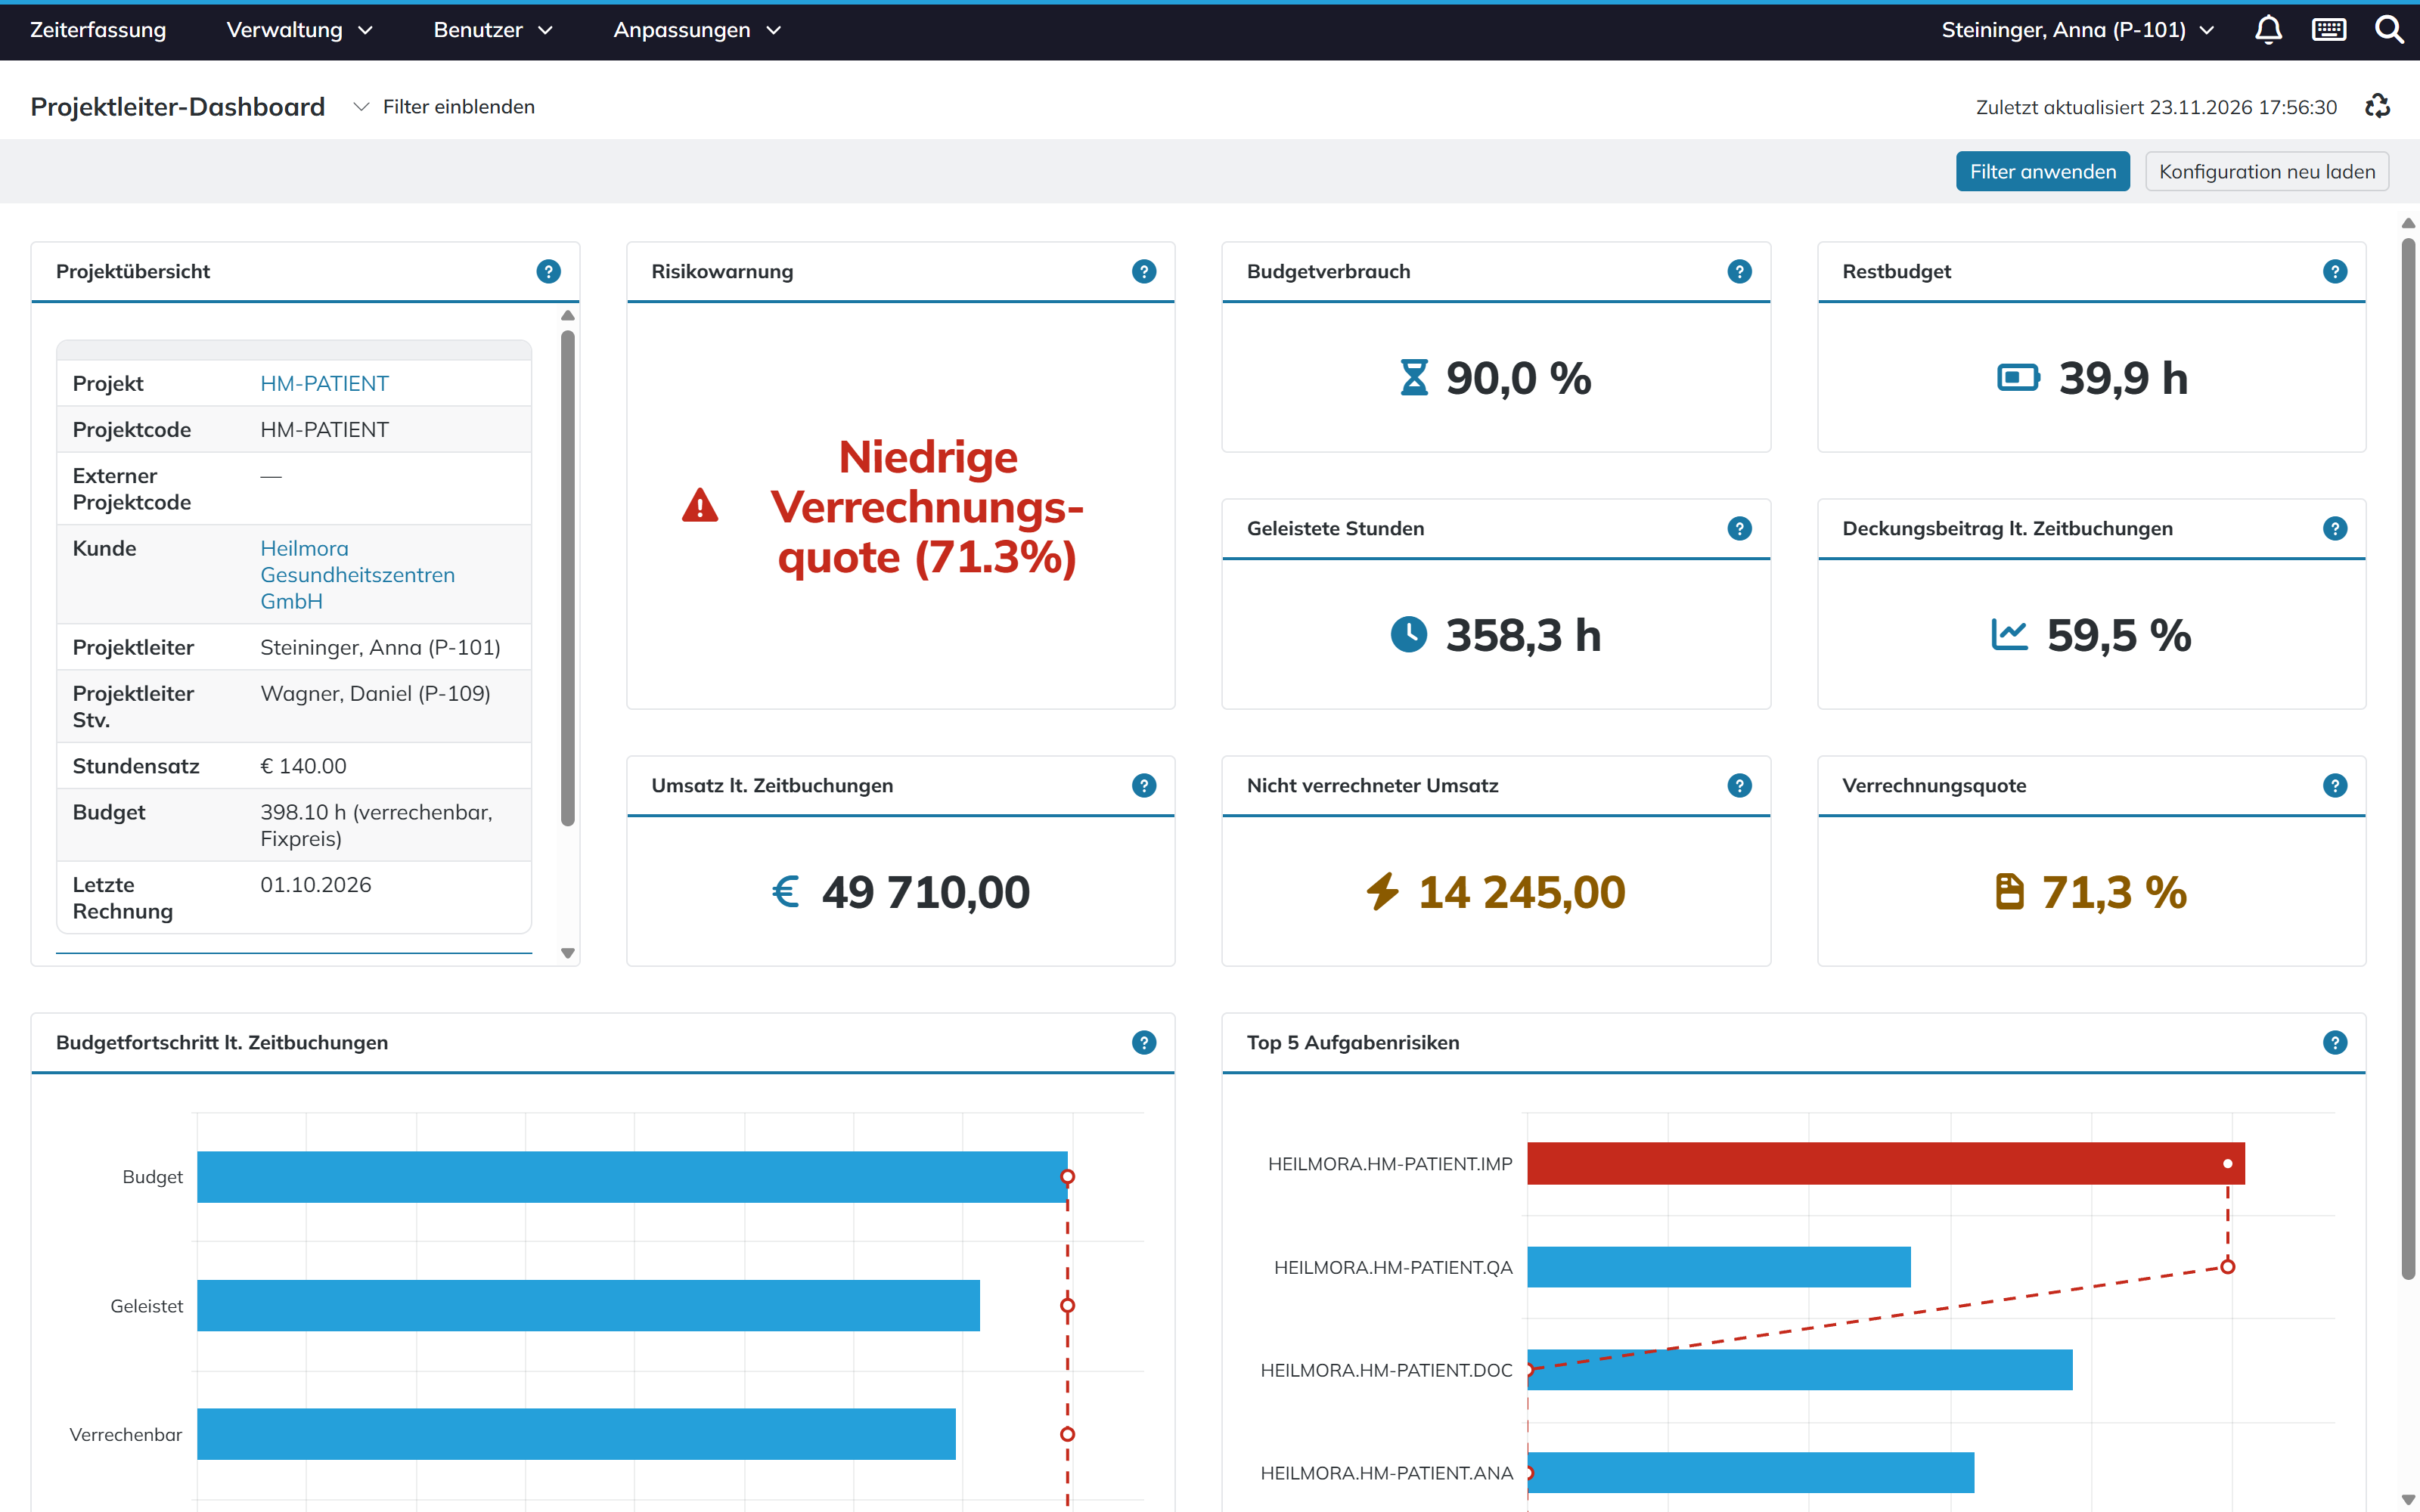 Zeiterfassung Verwaltung Benutzer Anpassungen Steininger, Anna (P-101)
Projektleiter-Dashboard Filter einblenden Zuletzt aktualisiert 23.11.2026 17:56:30
Filter anwenden Konfiguration neu laden
Projektübersicht ?
Projekt HM-PATIENT
Projektcode HM-PATIENT
Externer
Projektcode —
Kunde Heilmora
Gesundheitszentren
GmbH
Projektleiter Steininger, Anna (P-101)
Projektleiter
Stv. Wagner, Daniel (P-109)
Stundensatz € 140.00
Budget 398.10 h (verrechenbar,
Fixpreis)
Letzte
Rechnung 01.10.2026
Risikowarnung ?
Niedrige
Verrechnungs-
quote (71.3%)
Budgetverbrauch ?
90,0 %
Restbudget ?
39,9 h
Geleistete Stunden ?
358,3 h
Deckungsbeitrag lt. Zeitbuchungen ?
59,5 %
Umsatz lt. Zeitbuchungen ?
€ 49 710,00
Nicht verrechneter Umsatz ?
14 245,00
Verrechnungsquote ?
71,3 %
Budgetfortschritt lt. Zeitbuchungen ?
Budget
Geleistet
Verrechenbar
Top 5 Aufgabenrisiken ?
HEILMORA.HM-PATIENT.IMP
HEILMORA.HM-PATIENT.QA
HEILMORA.HM-PATIENT.DOC
HEILMORA.HM-PATIENT.ANA